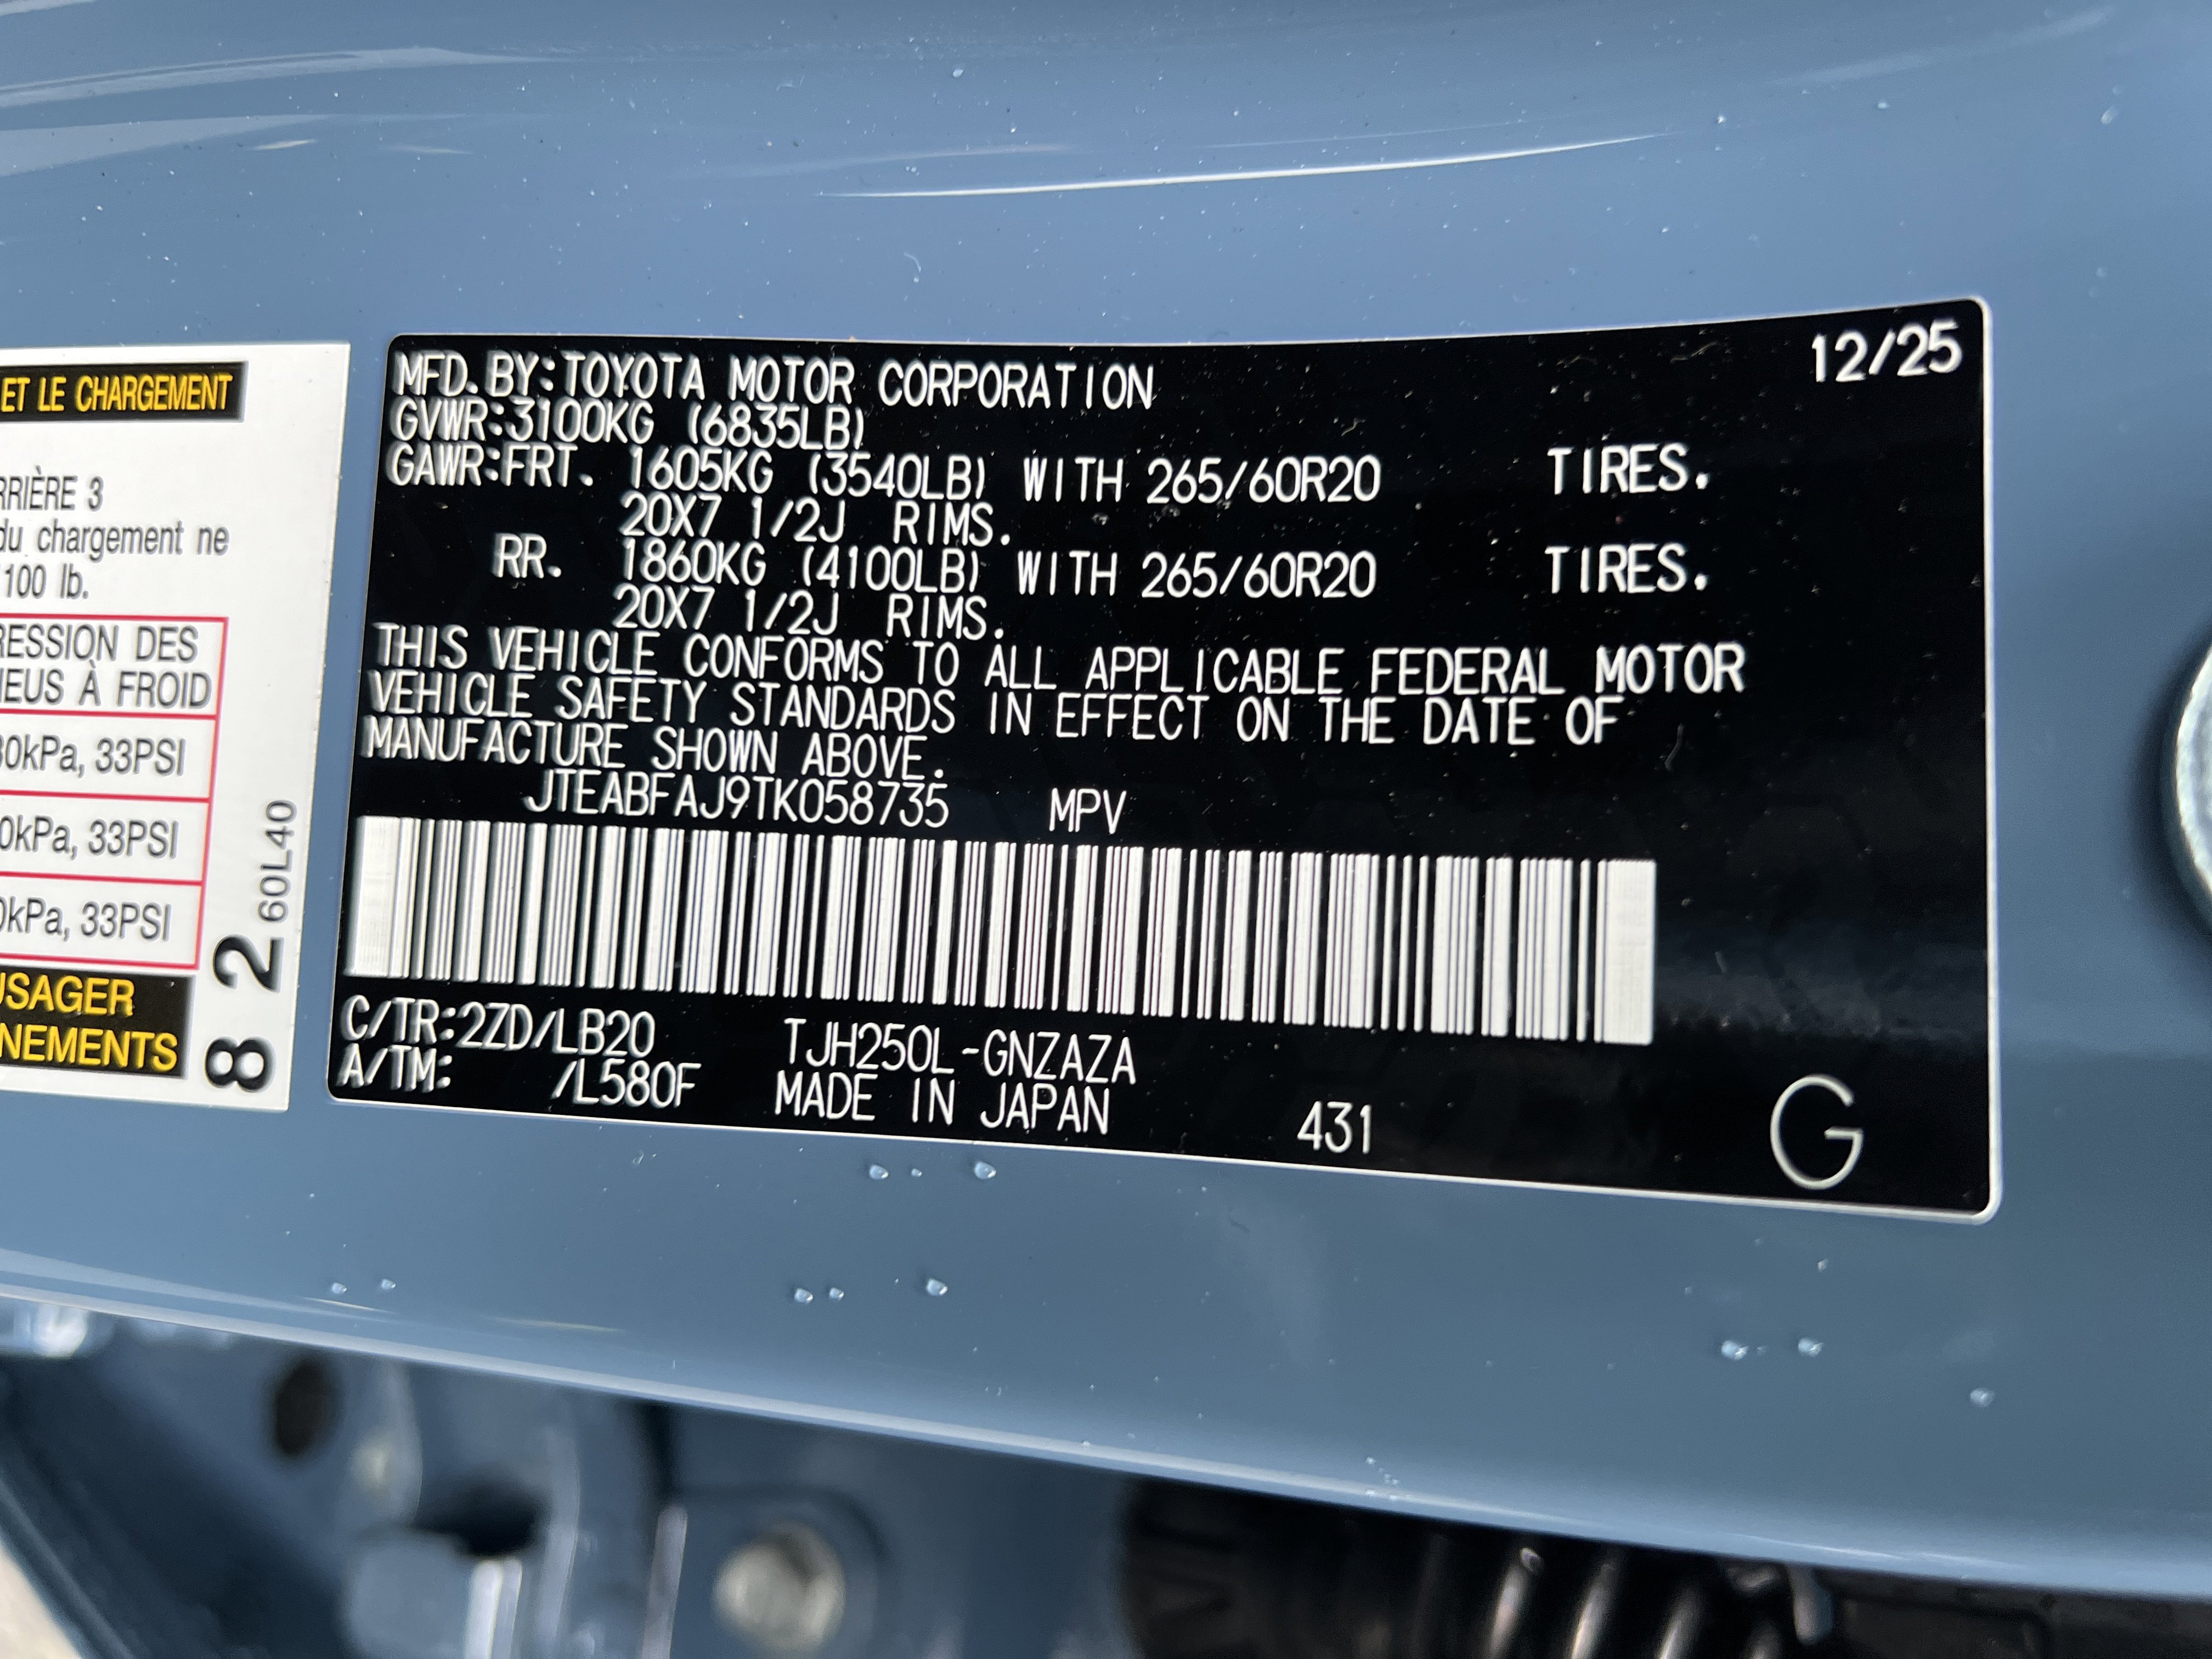 ET LE CHARGEMENT
RRIÈRE 3
du chargement ne
100 lb.
RESSION DES
IEUS À FROID
30kPa, 33PSI
0kPa, 33PSI
0kPa, 33PSI
USAGER
NEMENTS
8 2 60L40
12/25
MFD.BY:TOYOTA MOTOR CORPORATION
GVWR:3100KG (6835LB)
GAWR:FRT. 1605KG (3540LB) WITH 265/60R20 TIRES.
20X7 1/2J RIMS.
RR. 1860KG (4100LB) WITH 265/60R20 TIRES.
20X7 1/2J RIMS.
THIS VEHICLE CONFORMS TO ALL APPLICABLE FEDERAL MOTOR
VEHICLE SAFETY STANDARDS IN EFFECT ON THE DATE OF
MANUFACTURE SHOWN ABOVE.
JTEABFAJ9TK058735 MPV
C/TR:2ZD/LB20 TJH250L-GNZAZA
A/TM: /L580F MADE IN JAPAN 431 G